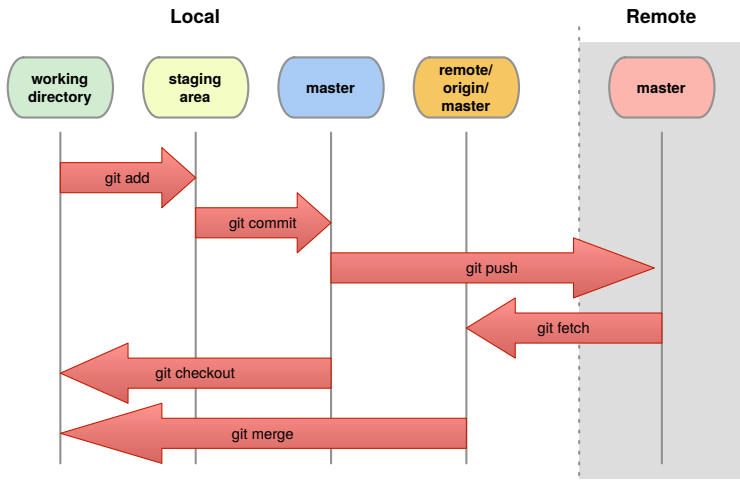 Local
Remote
working
directory
staging
area
master
remote/
origin/
master
master
git add
git commit
git push
git fetch
git checkout
git merge